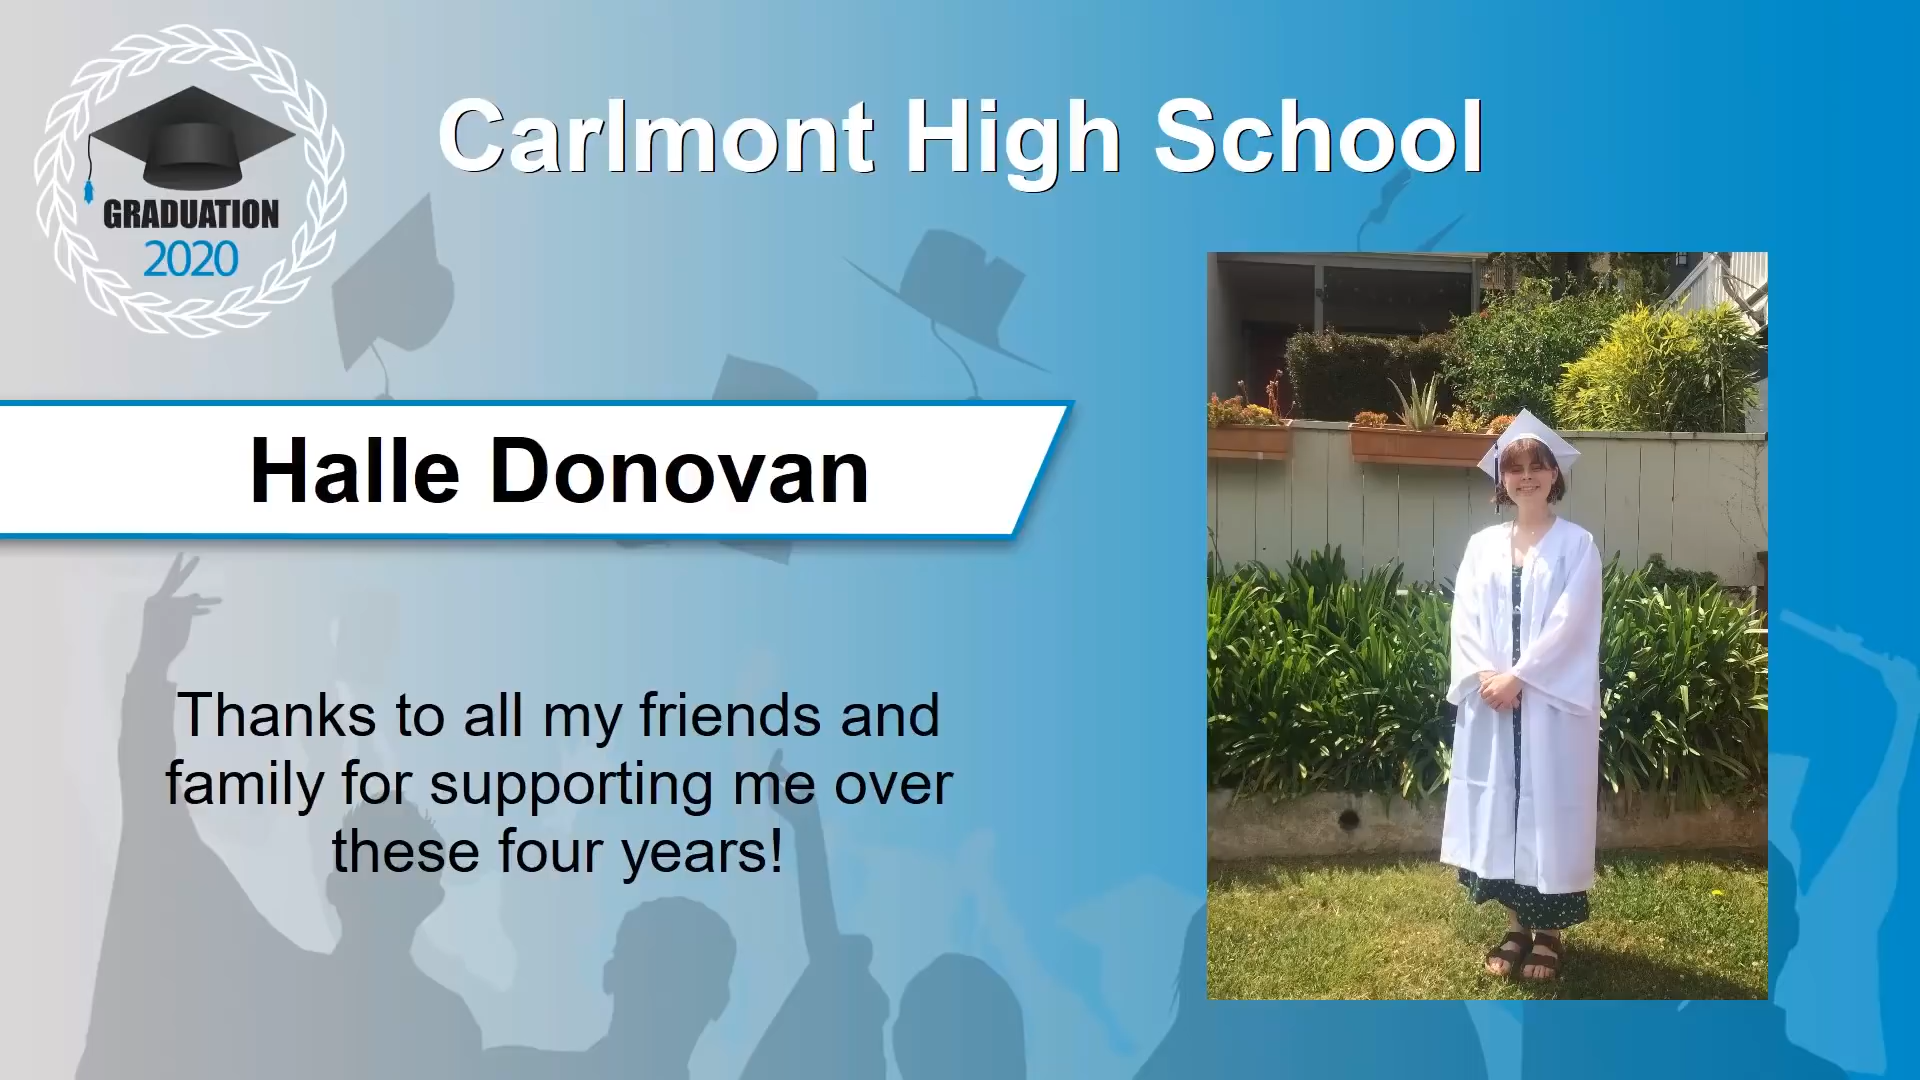 Carlmont High School
GRADUATION
2020
Halle Donovan
Thanks to all my friends and
family for supporting me over
these four years!